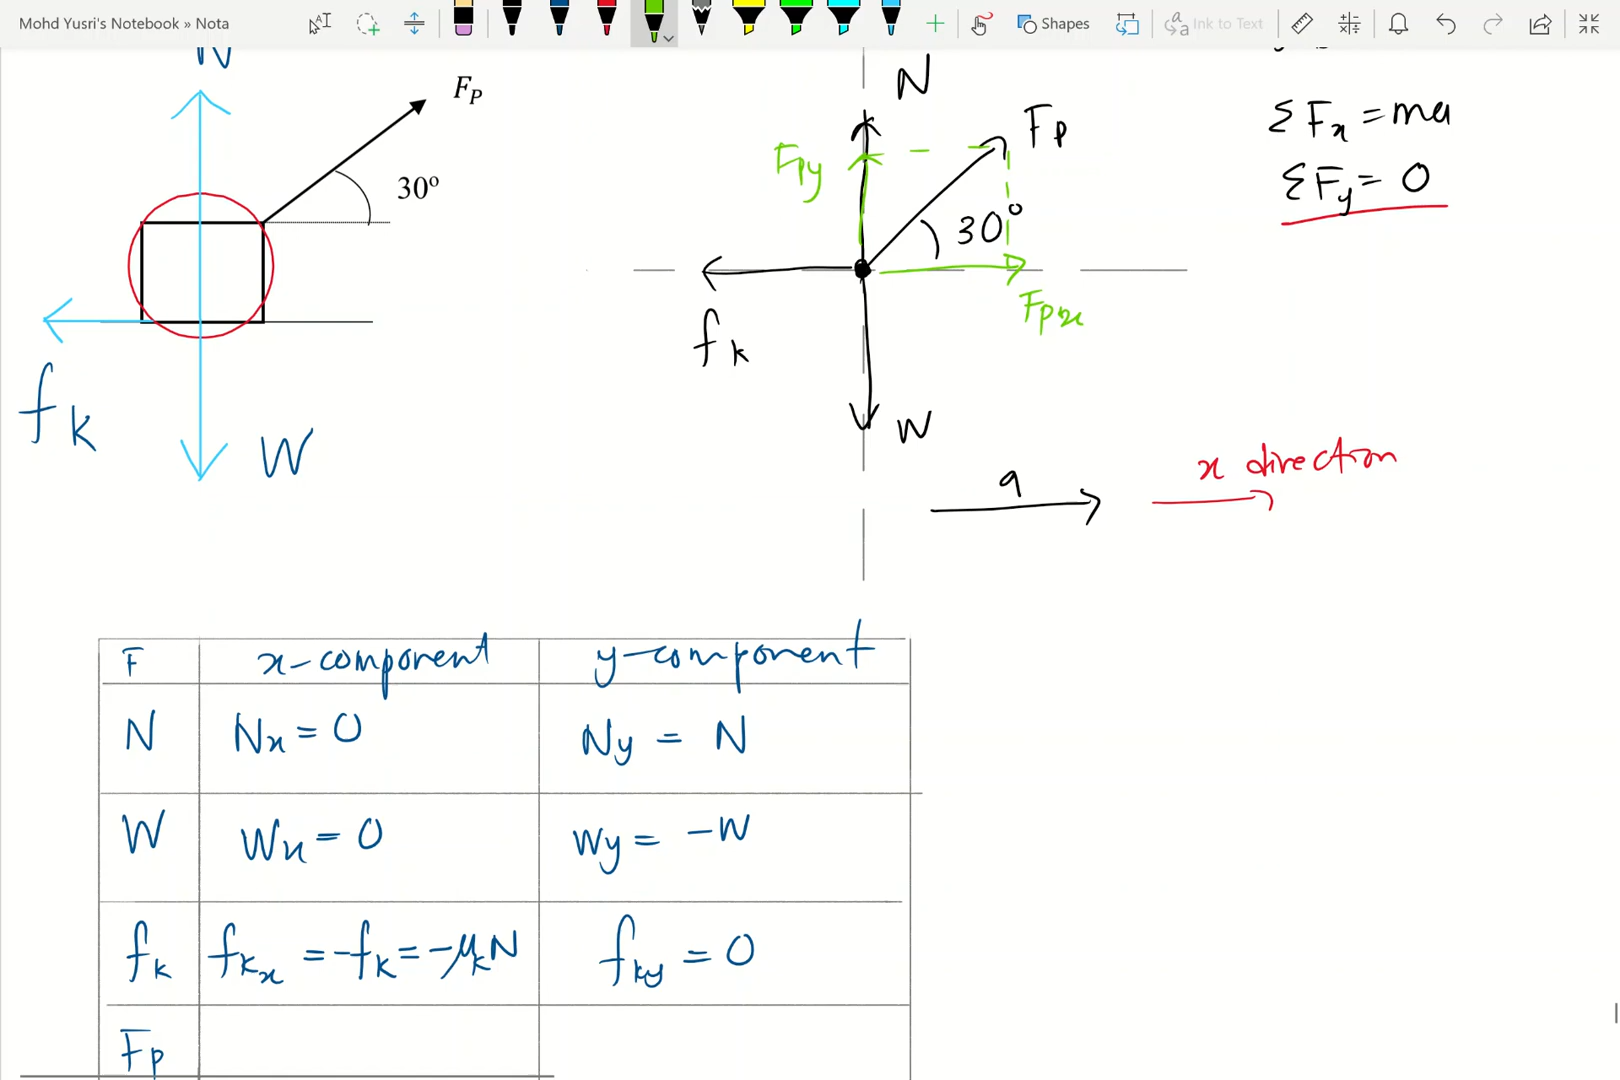 Mohd Yusri's Notebook » Nota
Shapes
Ink to Text
N
F_P
30°
f_k
W
N
F_p
F_py
30°
F_px
f_k
W
ΣF_x = ma
ΣF_y = 0
a
x direction
F x-component y-component
N N_x = 0 N_y = N
W W_x = 0 W_y = -W
f_k f_kx = -f_k = -μ_k N f_ky = 0
F_p